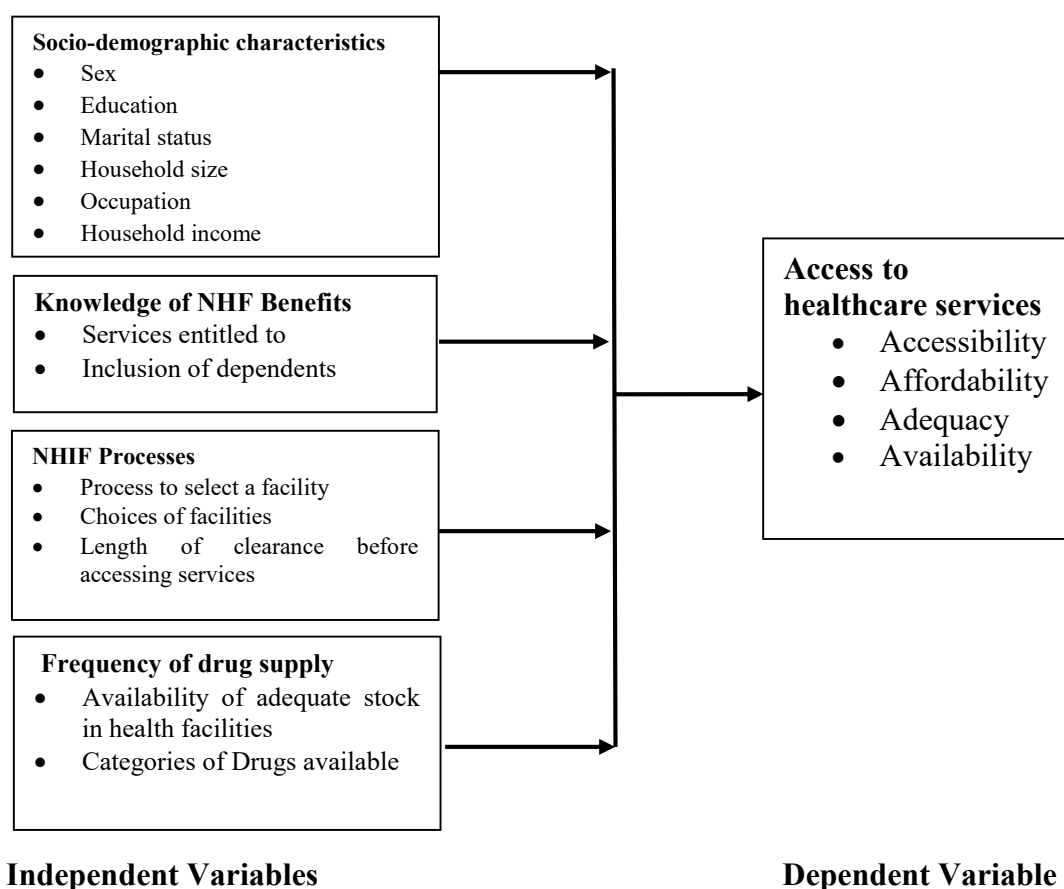 Socio-demographic characteristics
• Sex
• Education
• Marital status
• Household size
• Occupation
• Household income
Knowledge of NHF Benefits
• Services entitled to
• Inclusion of dependents
NHIF Processes
• Process to select a facility
• Choices of facilities
• Length of clearance before
accessing services
Frequency of drug supply
• Availability of adequate stock
in health facilities
• Categories of Drugs available
Access to
healthcare services
• Accessibility
• Affordability
• Adequacy
• Availability
Independent Variables
Dependent Variable